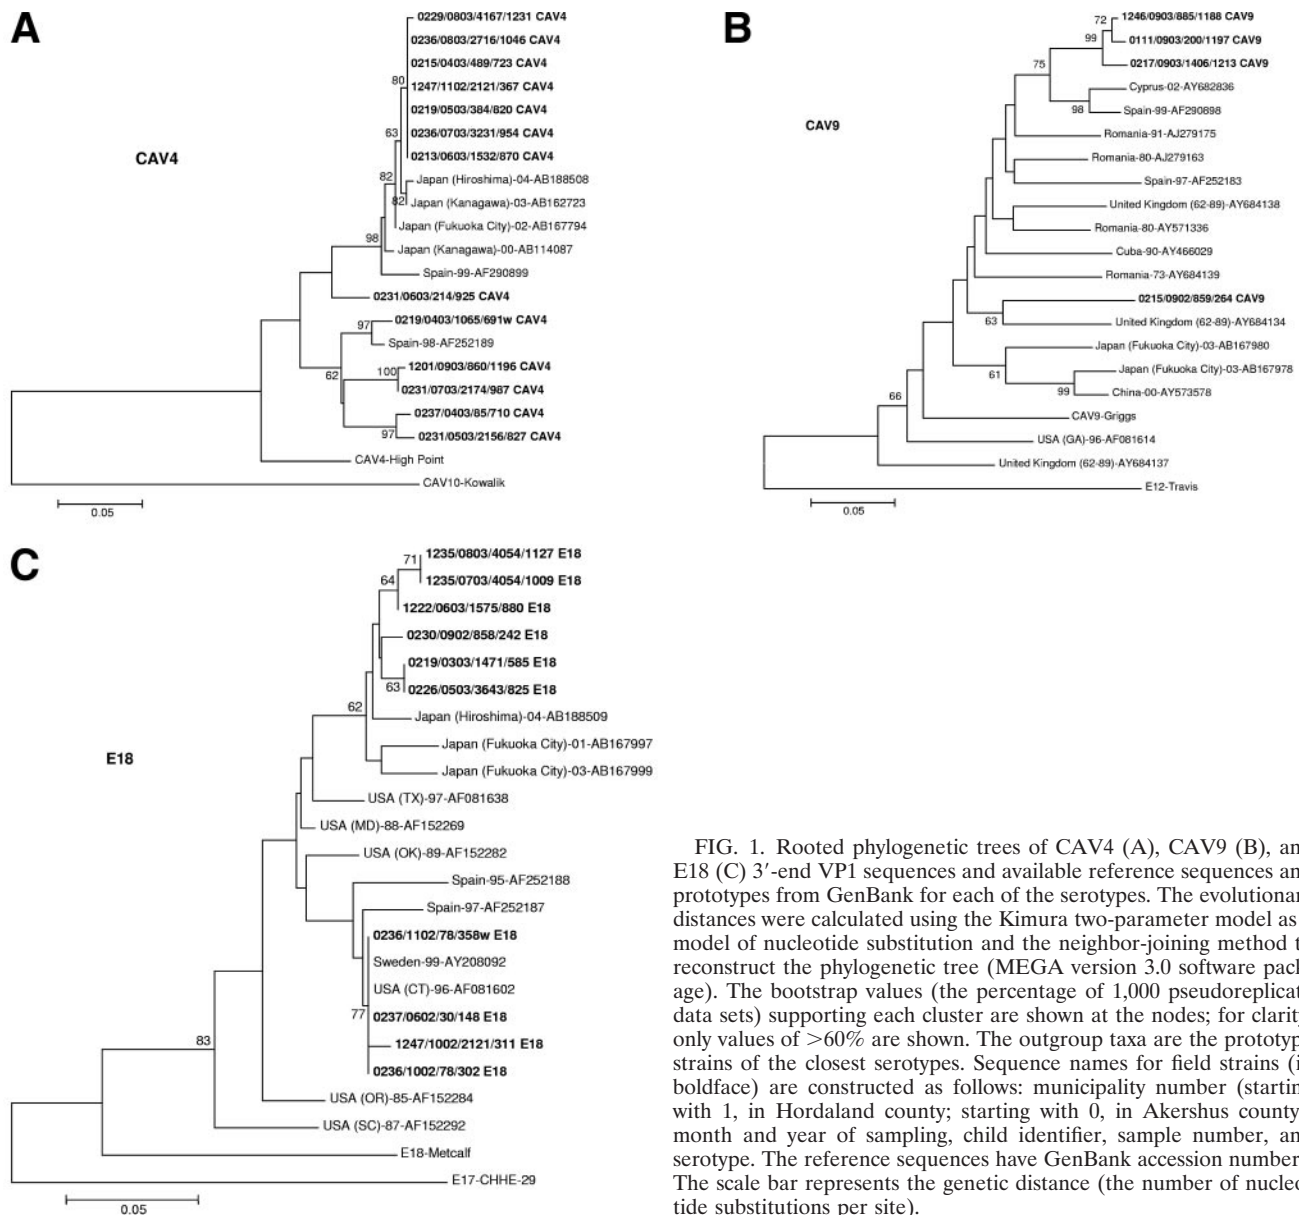 A
0229/0803/4167/1231 CAV4
0236/0803/2716/1046 CAV4
0215/0403/489/723 CAV4
1247/1102/2121/367 CAV4
80
0219/0503/384/820 CAV4
0236/0703/3231/954 CAV4
63
0213/0603/1532/870 CAV4
CAV4
Japan (Hiroshima)-04-AB188508
82
Japan (Kanagawa)-03-AB162723
82
Japan (Fukuoka City)-02-AB167794
Japan (Kanagawa)-00-AB114087
98
Spain-99-AF290899
0231/0603/214/925 CAV4
0219/0403/1065/691w CAV4
97
Spain-98-AF252189
1201/0903/860/1196 CAV4
62
100
0231/0703/2174/987 CAV4
0237/0403/85/710 CAV4
97
0231/0503/2156/827 CAV4
CAV4-High Point
CAV10-Kowalik
0.05
B
72
1246/0903/885/1188 CAV9
99
0111/0903/200/1197 CAV9
75
0217/0903/1406/1213 CAV9
Cyprus-02-AY682836
98
Spain-99-AF290898
CAV9
Romania-91-AJ279175
Romania-80-AJ279163
Spain-97-AF252183
United Kingdom (62-89)-AY684138
Romania-80-AY571336
Cuba-90-AY466029
Romania-73-AY684139
0215/0902/859/264 CAV9
63
United Kingdom (62-89)-AY684134
Japan (Fukuoka City)-03-AB167980
61
Japan (Fukuoka City)-03-AB167978
99
China-00-AY573578
66
CAV9-Griggs
USA (GA)-96-AF081614
United Kingdom (62-89)-AY684137
E12-Travis
0.05
C
71
1235/0803/4054/1127 E18
64
1235/0703/4054/1009 E18
1222/0603/1575/880 E18
0230/0902/858/242 E18
0219/0303/1471/585 E18
63
0226/0503/3643/825 E18
62
Japan (Hiroshima)-04-AB188509
Japan (Fukuoka City)-01-AB167997
E18
Japan (Fukuoka City)-03-AB167999
USA (TX)-97-AF081638
USA (MD)-88-AF152269
USA (OK)-89-AF152282
Spain-95-AF252188
Spain-97-AF252187
0236/1102/78/358w E18
Sweden-99-AY208092
USA (CT)-96-AF081602
77
0237/0602/30/148 E18
83
1247/1002/2121/311 E18
0236/1002/78/302 E18
USA (OR)-85-AF152284
USA (SC)-87-AF152292
E18-Metcalf
E17-CHHE-29
0.05
FIG. 1. Rooted phylogenetic trees of CAV4 (A), CAV9 (B), an
E18 (C) 3′-end VP1 sequences and available reference sequences an
prototypes from GenBank for each of the serotypes. The evolutionar
distances were calculated using the Kimura two-parameter model as
model of nucleotide substitution and the neighbor-joining method t
reconstruct the phylogenetic tree (MEGA version 3.0 software pack
age). The bootstrap values (the percentage of 1,000 pseudoreplicat
data sets) supporting each cluster are shown at the nodes; for clarity
only values of >60% are shown. The outgroup taxa are the prototyp
strains of the closest serotypes. Sequence names for field strains (i
boldface) are constructed as follows: municipality number (startin
with 1, in Hordaland county; starting with 0, in Akershus county
month and year of sampling, child identifier, sample number, an
serotype. The reference sequences have GenBank accession number
The scale bar represents the genetic distance (the number of nucleo
tide substitutions per site).